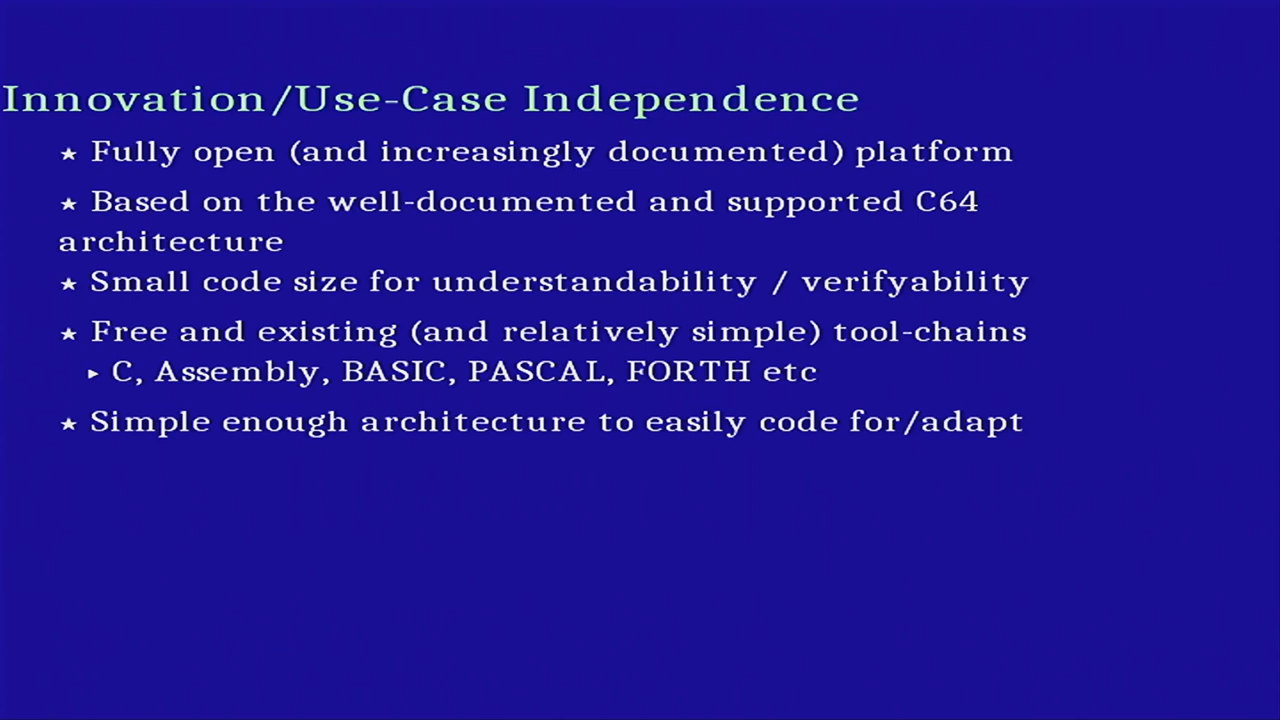 Innovation/Use-Case Independence
★ Fully open (and increasingly documented) platform
★ Based on the well-documented and supported C64
architecture
★ Small code size for understandability / verifyability
★ Free and existing (and relatively simple) tool-chains
▸ C, Assembly, BASIC, PASCAL, FORTH etc
★ Simple enough architecture to easily code for/adapt